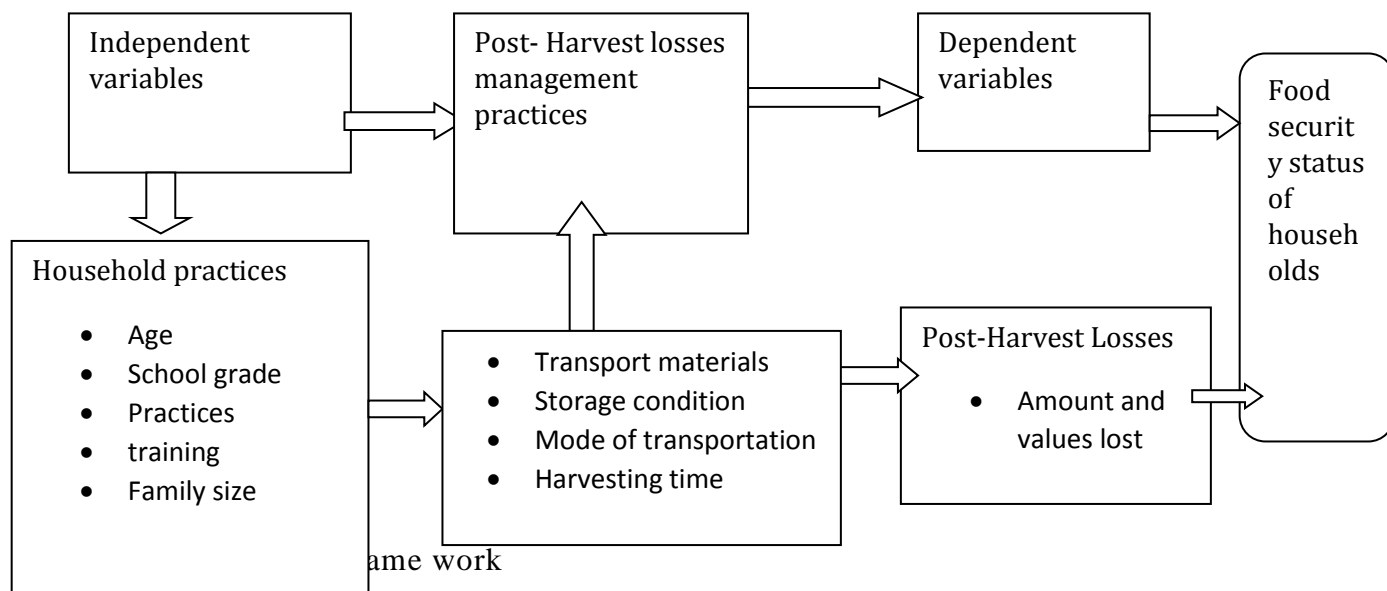 Independent
variables
Post- Harvest losses
management
practices
Dependent
variables
Food
securit
y status
of
househ
olds
Household practices
• Age
• School grade
• Practices
• training
• Family size
• Transport materials
• Storage condition
• Mode of transportation
• Harvesting time
Post-Harvest Losses
• Amount and
values lost
ame work